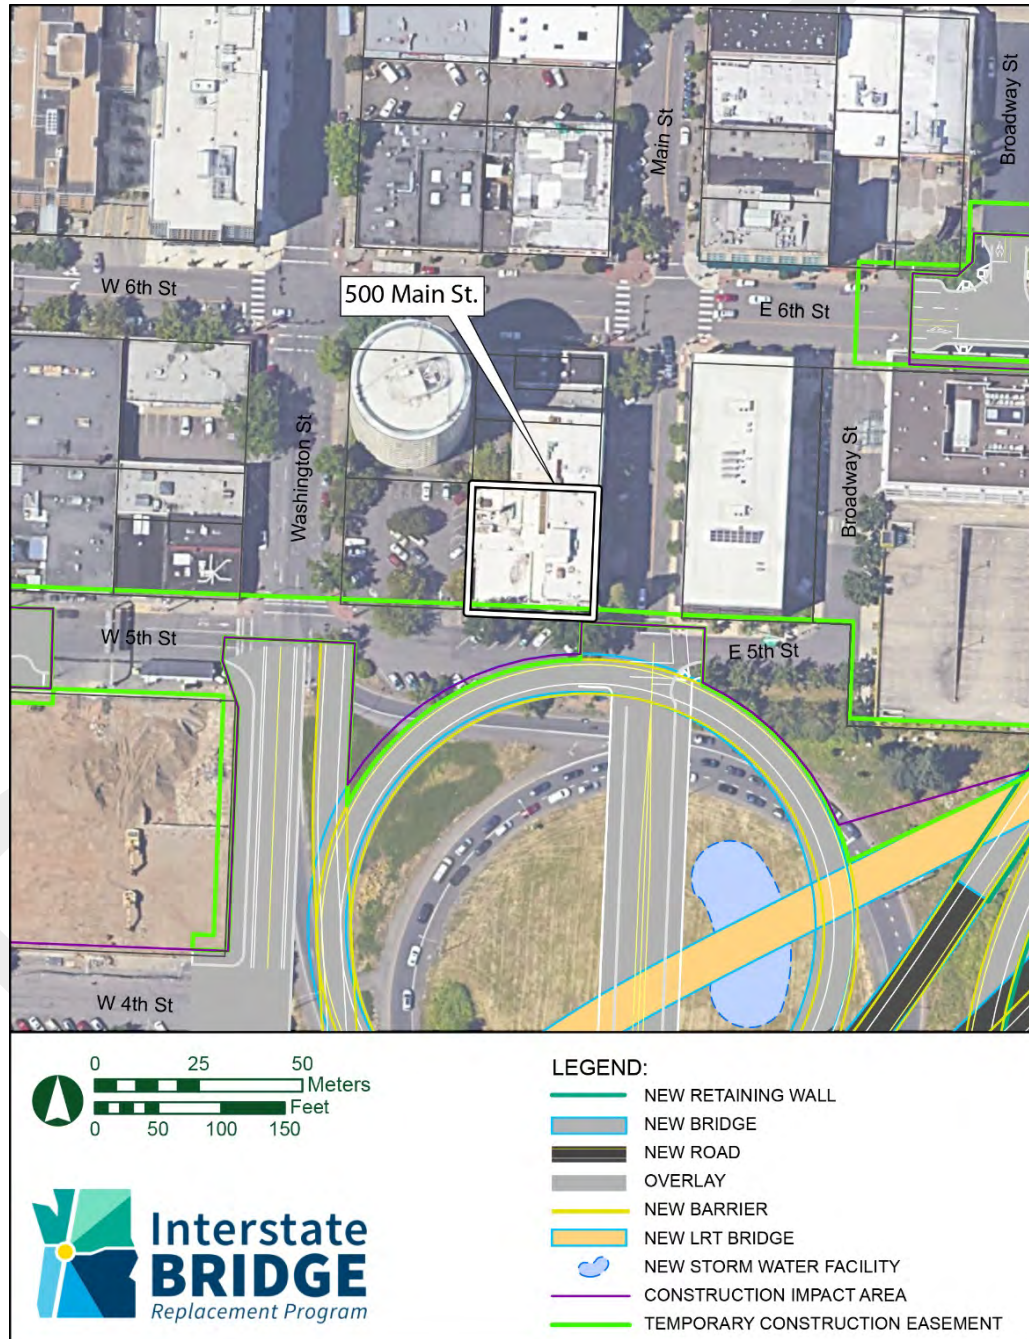 Main St
Broadway St
W 6th St
500 Main St.
E 6th St
Washington St
Broadway St
W 5th St
E 5th St
W 4th St
0 25 50
Meters
Feet
0 50 100 150
Interstate
BRIDGE
Replacement Program
LEGEND:
NEW RETAINING WALL
NEW BRIDGE
NEW ROAD
OVERLAY
NEW BARRIER
NEW LRT BRIDGE
NEW STORM WATER FACILITY
CONSTRUCTION IMPACT AREA
TEMPORARY CONSTRUCTION EASEMENT